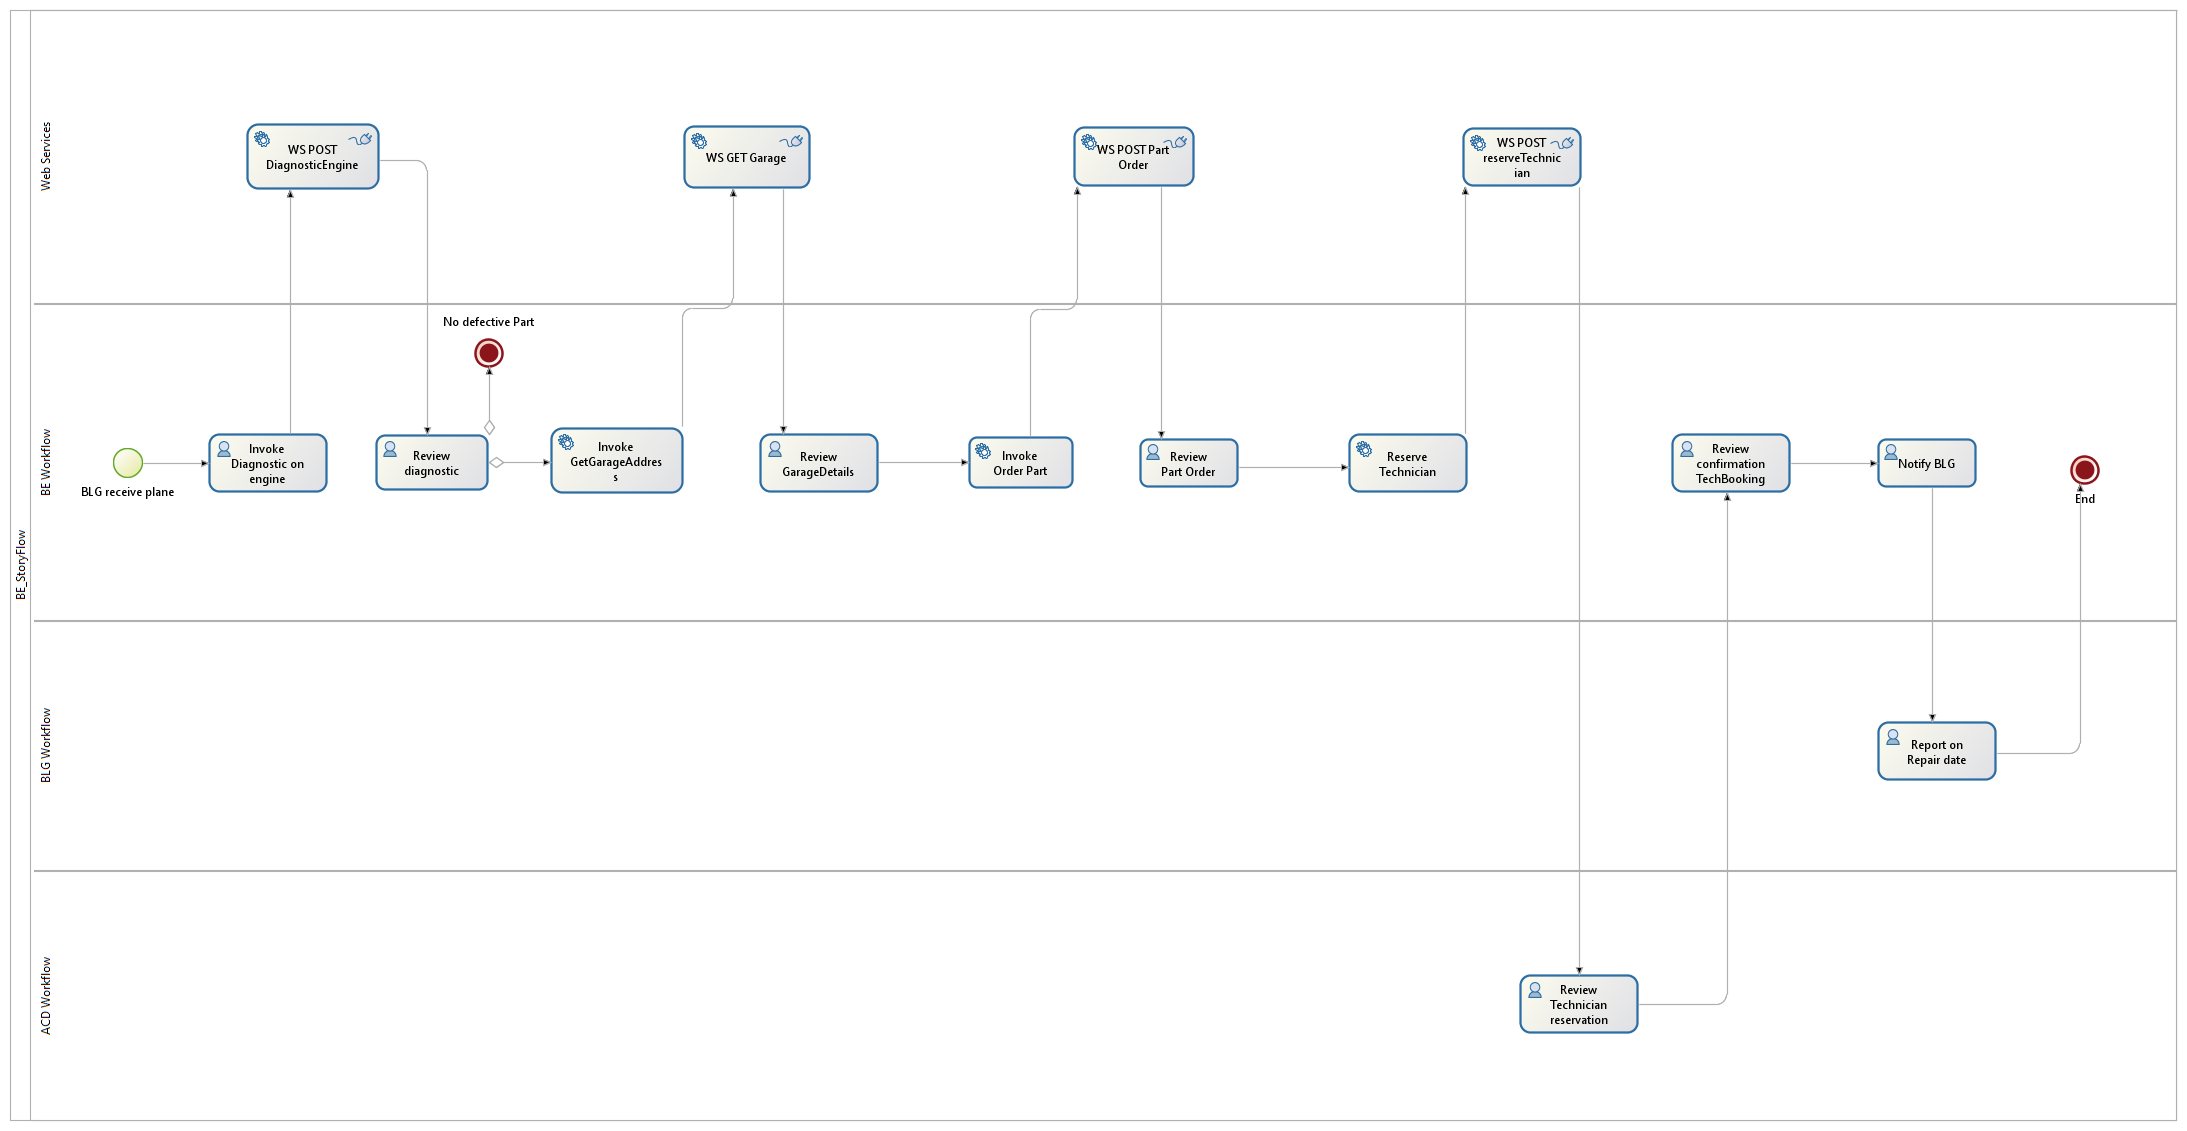 BE_StoryFlow
Web Services
WS POST
DiagnosticEngine
WS GET Garage
WS POST Part
Order
WS POST
reserveTechnic
ian
BE Workflow
No defective Part
BLG receive plane
Invoke
Diagnostic on
engine
Review
diagnostic
Invoke
GetGarageAddres
s
Review
GarageDetails
Invoke
Order Part
Review
Part Order
Reserve
Technician
Review
confirmation
TechBooking
Notify BLG
End
BLG Workflow
Report on
Repair date
ACD Workflow
Review
Technician
reservation